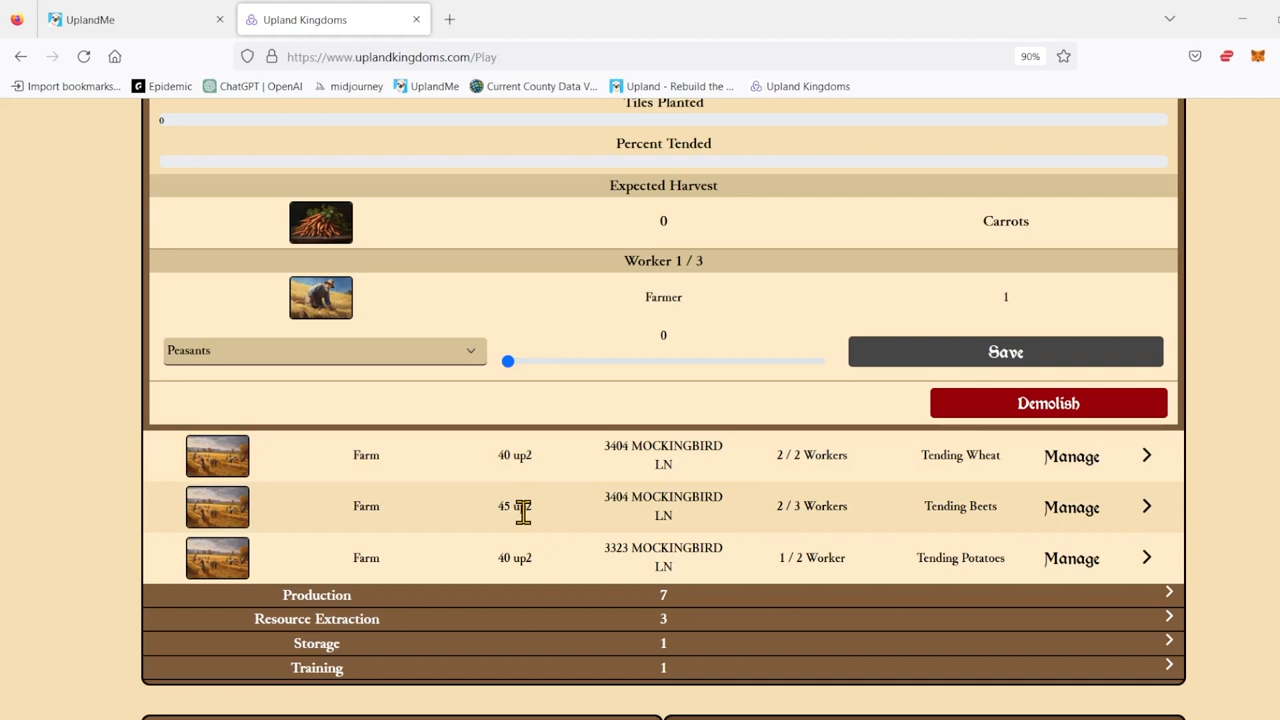 UplandMe
Upland Kingdoms
https://www.uplandkingdoms.com/Play
90%
Import bookmarks...
Epidemic
ChatGPT | OpenAI
midjourney
UplandMe
Current County Data V...
Upland - Rebuild the ...
Upland Kingdoms
Tiles Planted
0
Percent Tended
Expected Harvest
0
Carrots
Worker 1 / 3
Farmer
1
0
Peasants
Save
Demolish
Farm
40 up2
3404 MOCKINGBIRD
LN
2 / 2 Workers
Tending Wheat
Manage
Farm
45 up2
3404 MOCKINGBIRD
LN
2 / 3 Workers
Tending Beets
Manage
Farm
40 up2
3323 MOCKINGBIRD
LN
1 / 2 Worker
Tending Potatoes
Manage
Production
7
Resource Extraction
3
Storage
1
Training
1